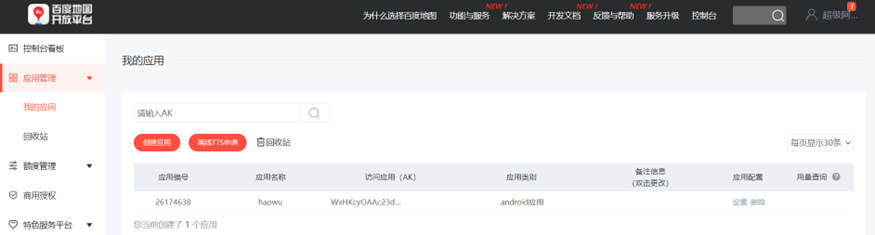 百度地图
开放平台
为什么选择百度地图 功能与服务 NEW ! 解决方案 开发文档 NEW ! 反馈与帮助 NEW ! 服务升级 控制台 超级阿... 1
控制台看板
应用管理
我的应用
回收站
额度管理
商用授权
特色服务平台
我的应用
请输入AK
创建应用 离线TTS申请 回收站 每页显示30条
应用编号 应用名称 访问应用（AK） 应用类别 备注信息 应用配置 用量查询 ?
(双击更改)
26174638 haowu WxHKcyOAAc23d... android应用 设置 删除
您当前创建了 1 个应用